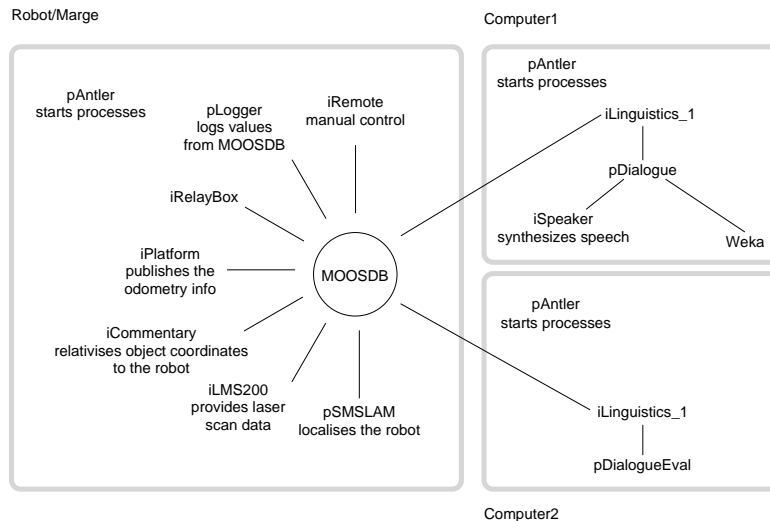 Robot/Marge
pAntler
starts processes
pLogger
logs values
from MOOSDB
iRemote
manual control
iRelayBox
iPlatform
publishes the
odometry info
MOOSDB
iCommentary
relativises object coordinates
to the robot
iLMS200
provides laser
scan data
pSMSLAM
localises the robot
Computer1
pAntler
starts processes
iLinguistics_1
pDialogue
iSpeaker
synthesizes speech
Weka
pAntler
starts processes
iLinguistics_1
pDialogueEval
Computer2